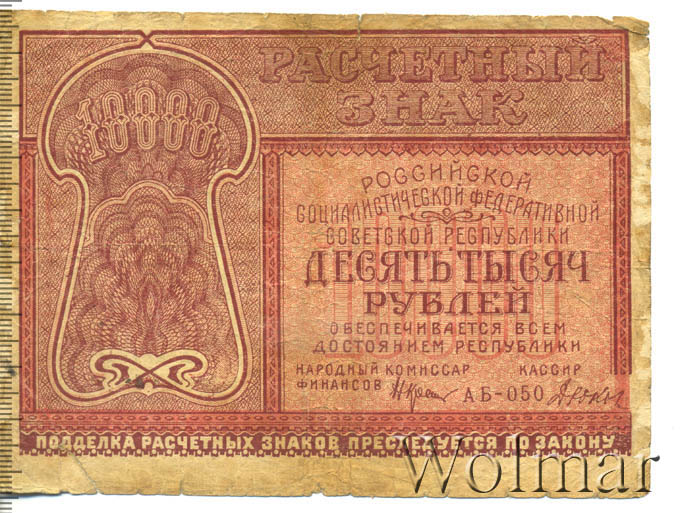 10000
РАСЧЕТНЫЙ
ЗНАК
РОССИЙСКОЙ
СОЦИАЛИСТИЧЕСКОЙ ФЕДЕРАТИВНОЙ
СОВЕТСКОЙ РЕСПУБЛИКИ
ДЕСЯТЬ ТЫСЯЧ
РУБЛЕЙ
ОБЕСПЕЧИВАЕТСЯ ВСЕМ
ДОСТОЯНИЕМ РЕСПУБЛИКИ
НАРОДНЫЙ КОМИССАР КАССИР
ФИНАНСОВ АБ-050
ПОДДЕЛКА РАСЧЕТНЫХ ЗНАКОВ ПРЕСЛЕДУЕТСЯ ПО ЗАКОНУ
Wolmar